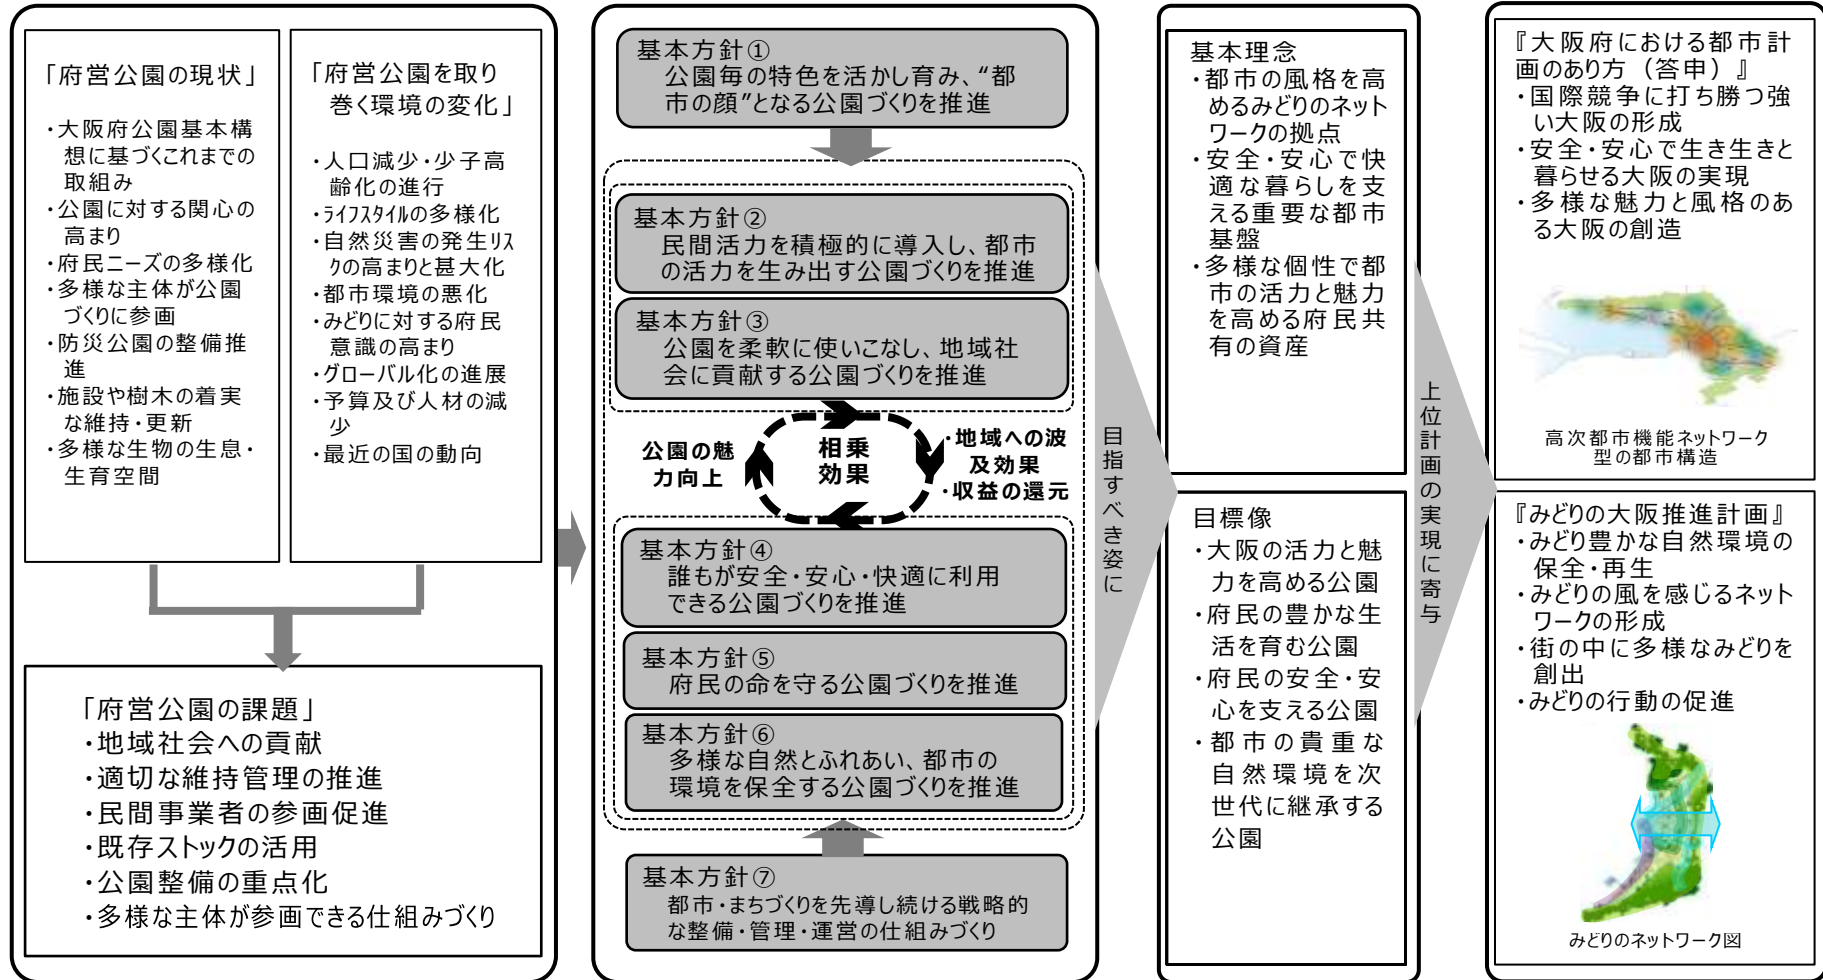 「府営公園の現状」
・大阪府公園基本構
想に基づくこれまでの
取組み
・公園に対する関心の
高まり
・府民ニーズの多様化
・多様な主体が公園
づくりに参画
・防災公園の整備推
進
・施設や樹木の着実
な維持・更新
・多様な生物の生息・
生育空間
「府営公園を取り
巻く環境の変化」
・人口減少・少子高
齢化の進行
・ライフスタイルの多様化
・自然災害の発生リス
クの高まりと甚大化
・都市環境の悪化
・みどりに対する府民
意識の高まり
・グローバル化の進展
・予算及び人材の減
少
・最近の国の動向
「府営公園の課題」
・地域社会への貢献
・適切な維持管理の推進
・民間事業者の参画促進
・既存ストックの活用
・公園整備の重点化
・多様な主体が参画できる仕組みづくり
基本方針①
公園毎の特色を活かし育み、“都
市の顔”となる公園づくりを推進
基本方針②
民間活力を積極的に導入し、都市
の活力を生み出す公園づくりを推進
基本方針③
公園を柔軟に使いこなし、地域社
会に貢献する公園づくりを推進
公園の魅
力向上
相乗
効果
・地域への波
及効果
・収益の還元
基本方針④
誰もが安全・安心・快適に利用
できる公園づくりを推進
基本方針⑤
府民の命を守る公園づくりを推進
基本方針⑥
多様な自然とふれあい、都市の
環境を保全する公園づくりを推進
基本方針⑦
都市・まちづくりを先導し続ける戦略的
な整備・管理・運営の仕組みづくり
目指すべき姿に
基本理念
・都市の風格を高
めるみどりのネット
ワークの拠点
・安全・安心で快
適な暮らしを支
える重要な都市
基盤
・多様な個性で都
市の活力と魅力
を高める府民共
有の資産
目標像
・大阪の活力と魅
力を高める公園
・府民の豊かな生
活を育む公園
・府民の安全・安
心を支える公園
・都市の貴重な
自然環境を次
世代に継承する
公園
上位計画の実現に寄与
『大阪府における都市計
画のあり方（答申）』
・国際競争に打ち勝つ強
い大阪の形成
・安全・安心で生き生きと
暮らせる大阪の実現
・多様な魅力と風格のあ
る大阪の創造
高次都市機能ネットワーク
型の都市構造
『みどりの大阪推進計画』
・みどり豊かな自然環境の
保全・再生
・みどりの風を感じるネット
ワークの形成
・街の中に多様なみどりを
創出
・みどりの行動の促進
みどりのネットワーク図